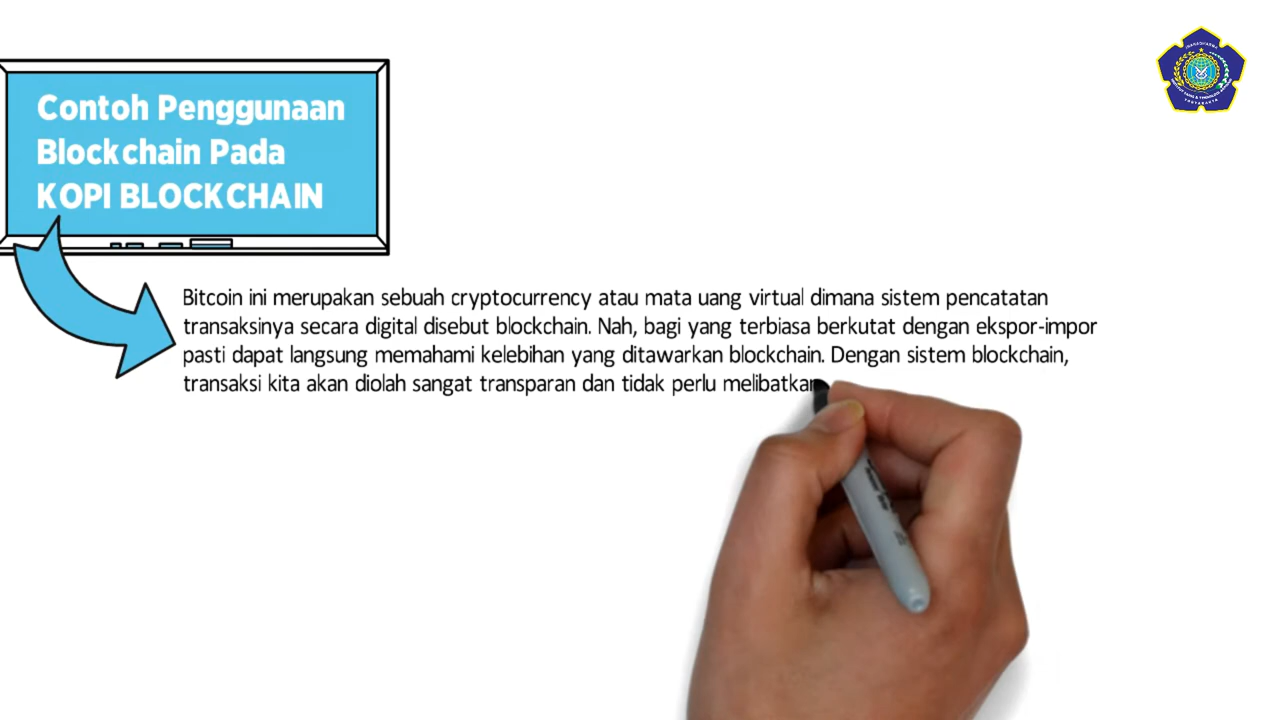 Contoh Penggunaan
Blockchain Pada
KOPI BLOCKCHAIN
Bitcoin ini merupakan sebuah cryptocurrency atau mata uang virtual dimana sistem pencatatan
transaksinya secara digital disebut blockchain. Nah, bagi yang terbiasa berkutat dengan ekspor-impor
pasti dapat langsung memahami kelebihan yang ditawarkan blockchain. Dengan sistem blockchain,
transaksi kita akan diolah sangat transparan dan tidak perlu melibatkan
YOGYAKARTA